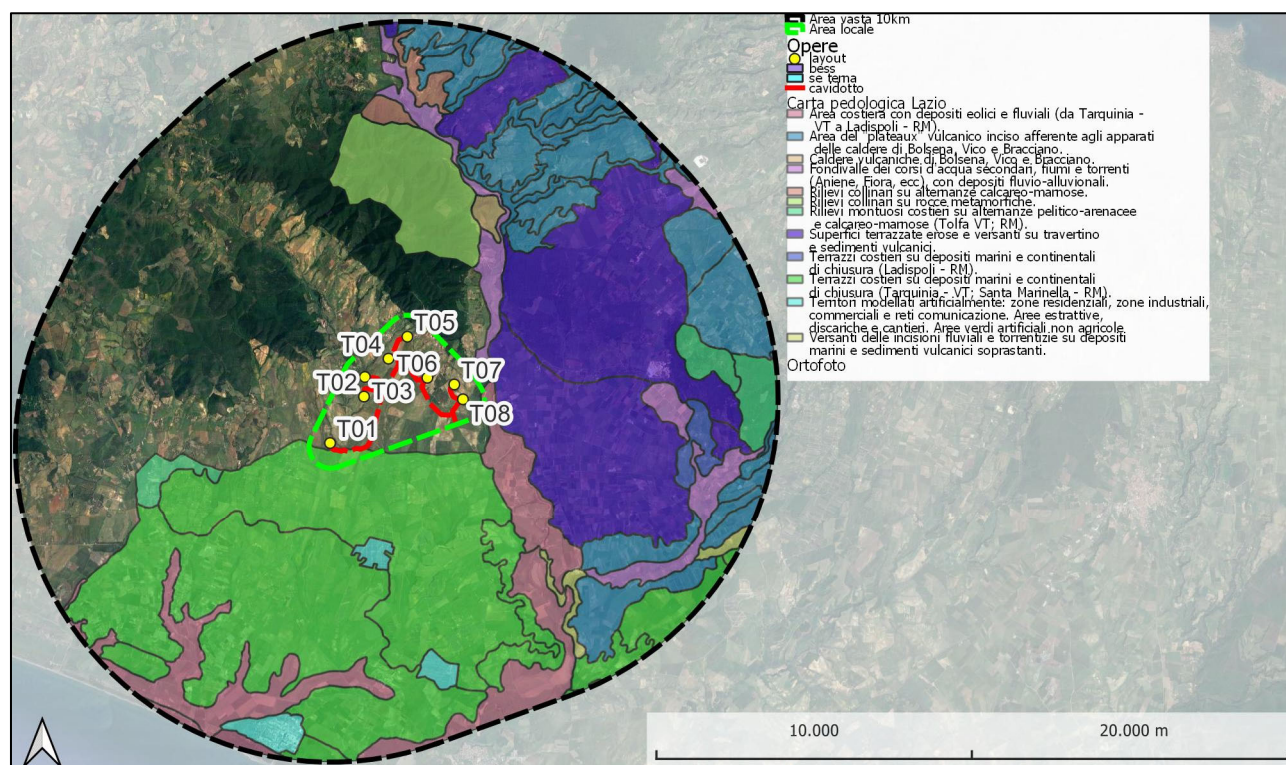 Area vasta 10km
Area locale
Opere
layout
bess
se terna
cavidotto
Carta pedologica Lazio
Area costiera con depositi eolici e fluviali (da Tarquinia -
VT a Ladispoli - RM).
Area del "plateaux" vulcanico inciso afferente agli apparati
delle caldere di Bolsena, Vico e Bracciano.
Caldere vulcaniche di Bolsena, Vico e Bracciano.
Fondivalle dei corsi d'acqua secondari, fiumi e torrenti
(Aniene, Fiora, ecc), con depositi fluvio-alluvionali.
Rilievi collinari su alternanze calcareo-marnose.
Rilievi collinari su rocce metamorfiche.
Rilievi montuosi costieri su alternanze pelitico-arenacee
e calcareo-marnose (Tolfa VT; RM).
Superfici terrazzate erose e versanti su travertino
e sedimenti vulcanici.
Terrazzi costieri su depositi marini e continentali
di chiusura (Ladispoli - RM).
Terrazzi costieri su depositi marini e continentali
di chiusura (Tarquinia - VT; Santa Marinella - RM).
Territori modellati artificialmente: zone residenziali, zone industriali,
commerciali e reti comunicazione. Aree estrattive,
discariche e cantieri. Aree verdi artificiali non agricole
Versanti delle incisioni fluviali e torrentizie su depositi
marini e sedimenti vulcanici soprastanti.
Ortofoto
T05
T04
T06
T07
T02
T03
T08
T01
10.000
20.000 m